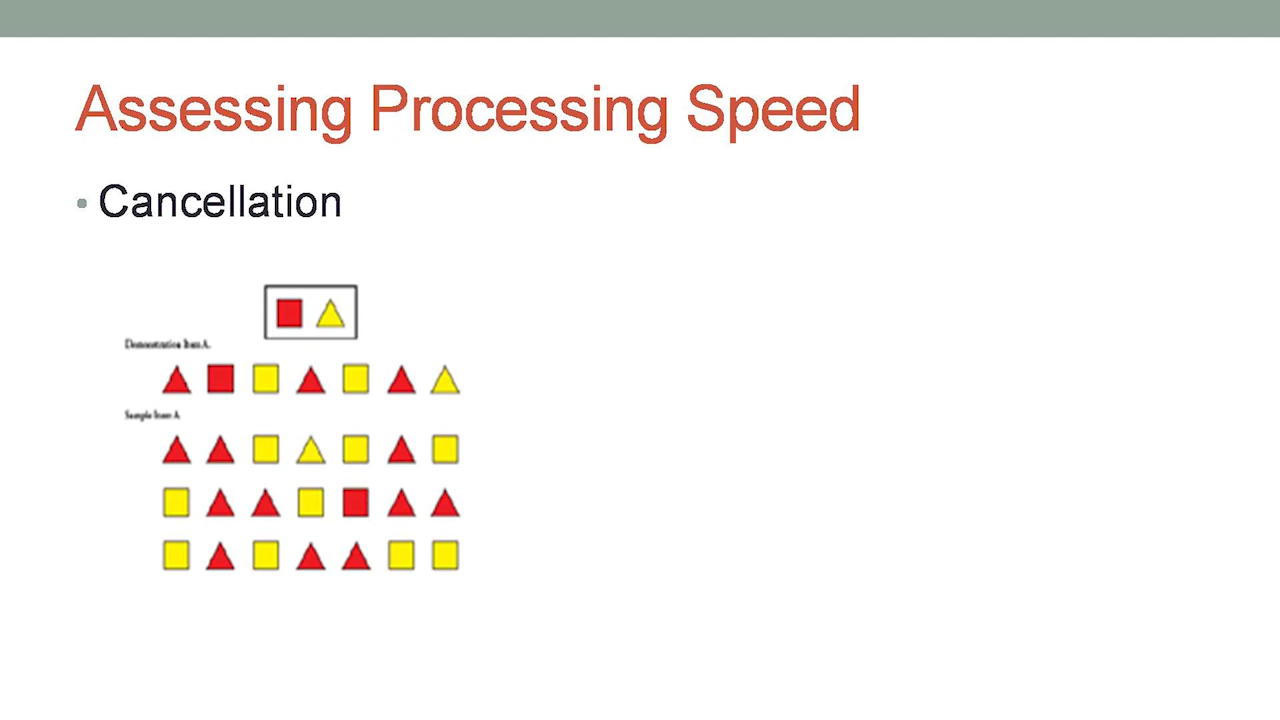 Assessing Processing Speed
• Cancellation
Demonstration Item A.
Sample Item A